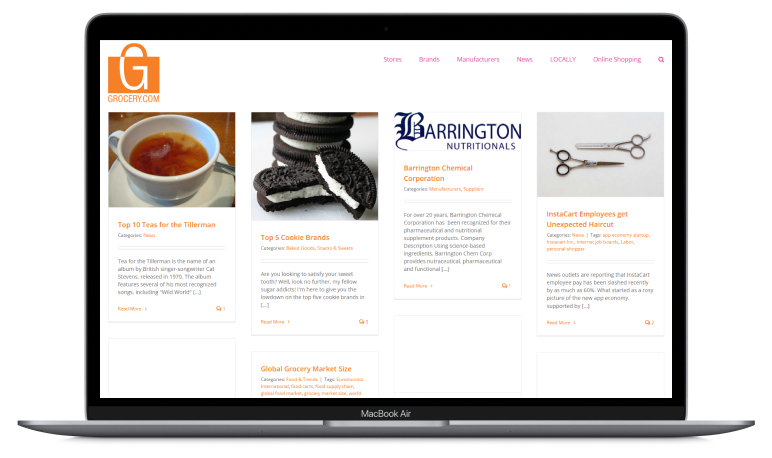 Stores Brands Manufacturers News LOCALLY Online Shopping
G
GROCERY.COM
Top 10 Teas for the Tillerman
Categories: News
Tea for the Tillerman is the name of an
album by British singer-songwriter Cat
Stevens, released in 1970. The album
features several of his most recognized
songs, including "Wild World" [...]
Read More >
1
Top 5 Cookie Brands
Categories: Baked Goods, Snacks & Sweets
Are you looking to satisfy your sweet
tooth? Well, look no further, my fellow
sugar addicts! I'm here to give you the
lowdown on the top five cookie brands in
[...]
Read More >
0
Global Grocery Market Size
Categories: Food & Trends | Tags: Euromonitor
International, food carts, food supply chain,
global food market, grocery market size, world
BARRINGTON
NUTRITIONALS
Barrington Chemical
Corporation
Categories: Manufacturers, Suppliers
For over 20 years, Barrington Chemical
Corporation has been recognized for their
pharmaceutical and nutritional
supplement products. Company
Description Using science-based
ingredients, Barrington Chem Corp
provides nutraceutical, pharmaceutical
and functional [...]
Read More >
1
InstaCart Employees get
Unexpected Haircut
Categories: News | Tags: app economy startup,
Instacart Inc., internet job boards, Labor,
personal shopper
News outlets are reporting that InstaCart
employee pay has been slashed recently
by as much as 60%. What started as a rosy
picture of the new app economy,
supported by [...]
Read More >
2
MacBook Air